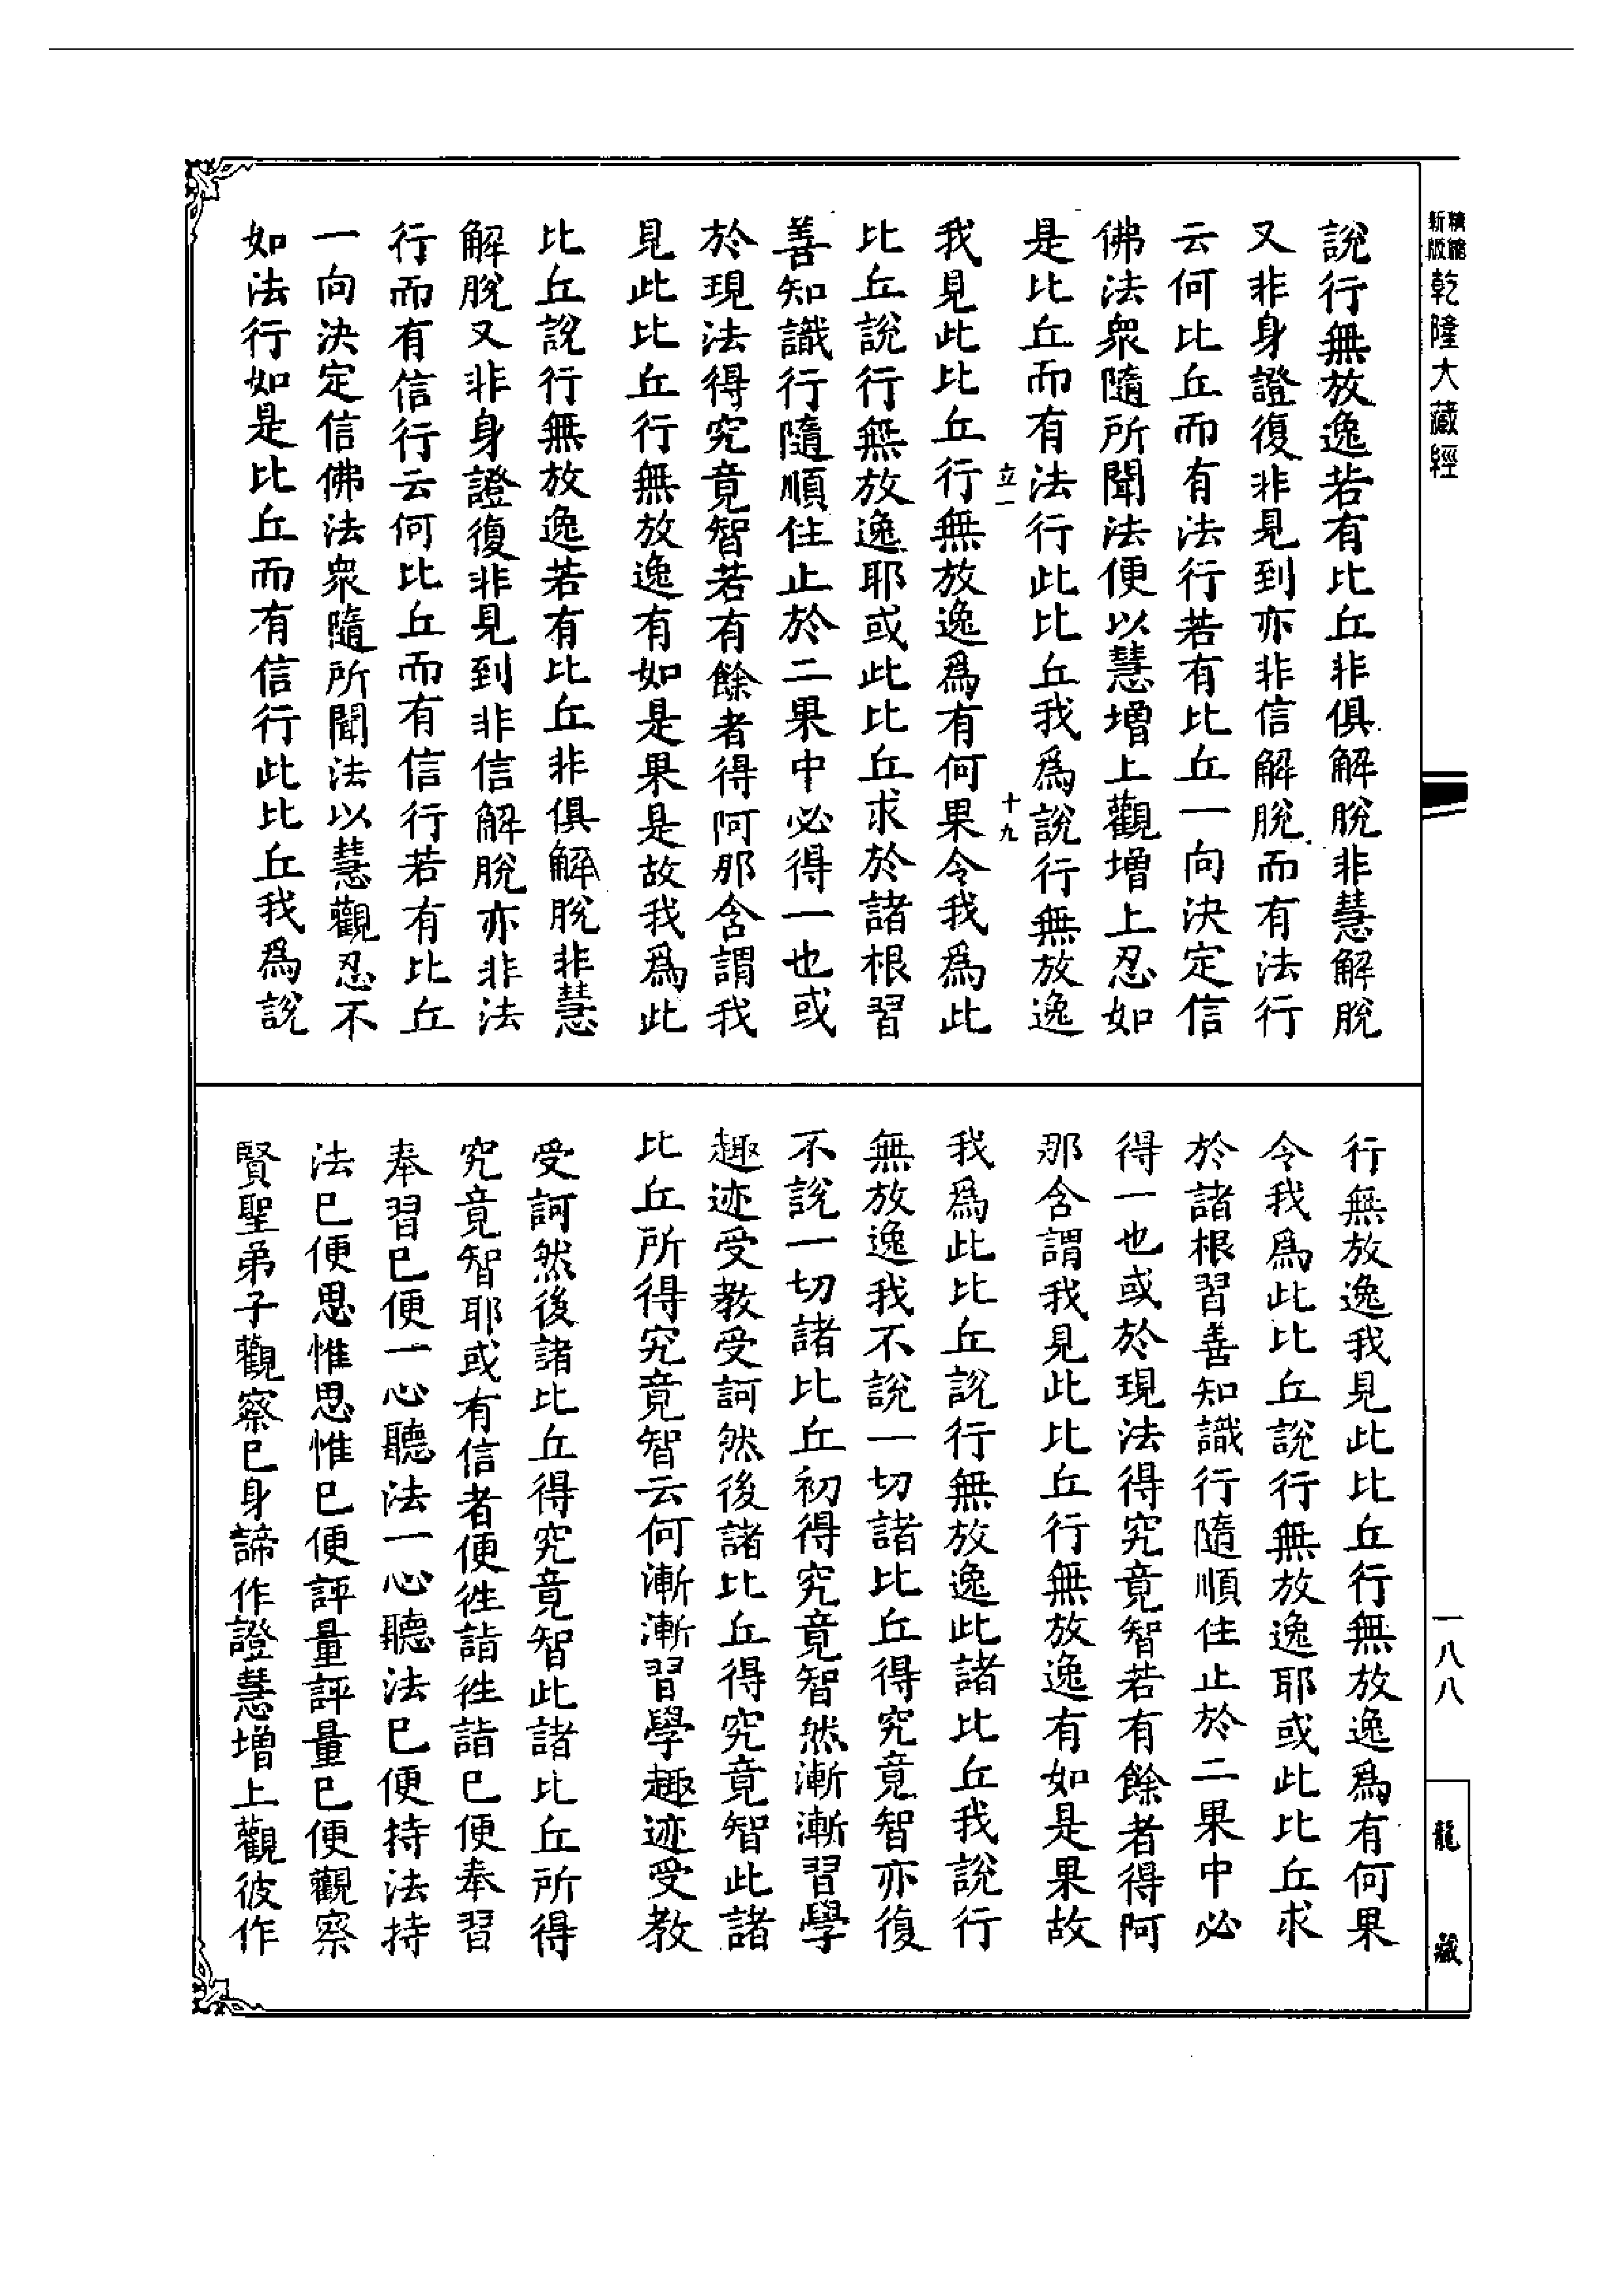 新版精縮乾隆大藏經
說行無放逸若有比丘非俱解脫非慧解脫
又非身證復非見到亦非信解脫而有法行
云何比丘而有法行若有比丘一向決定信
佛法衆隨所聞法便以慧增上觀增上忍如
是比丘而有法行此比丘我爲說行無放逸
立一 十九
我見此比丘行無放逸爲有何果令我爲此
比丘說行無放逸耶或此比丘求於諸根習
善知識行隨順住止於二果中必得一也或
於現法得究竟智若有餘者得阿那含謂我
見此比丘行無放逸有如是果是故我爲此
比丘說行無放逸若有比丘非俱解脫非慧
解脫又非身證復非見到非信解脫亦非法
行而有信行云何比丘而有信行若有比丘
一向決定信佛法衆隨所聞法以慧觀忍不
如法行如是比丘而有信行此比丘我爲說
行無放逸我見此比丘行無放逸爲有何果
令我爲此比丘說行無放逸耶或此比丘求
於諸根習善知識行隨順住止於二果中必
得一也或於現法得究竟智若有餘者得阿
那含謂我見此比丘行無放逸有如是果故
我爲此比丘說行無放逸此諸比丘我說行
無放逸我不說一切諸比丘得究竟智亦復
不說一切諸比丘初得究竟智然漸漸習學
趣迹受教受訶然後諸比丘得究竟智此諸
比丘所得究竟智云何漸漸習學趣迹受教
受訶然後諸比丘得究竟智此諸比丘所得
究竟智耶或有信者便徃詣徃詣已便奉習
奉習已便一心聽法一心聽法已便持法持
法已便思惟思惟已便評量評量已便觀察
賢聖弟子觀察已身諦作證慧增上觀彼作
一八八
龍藏